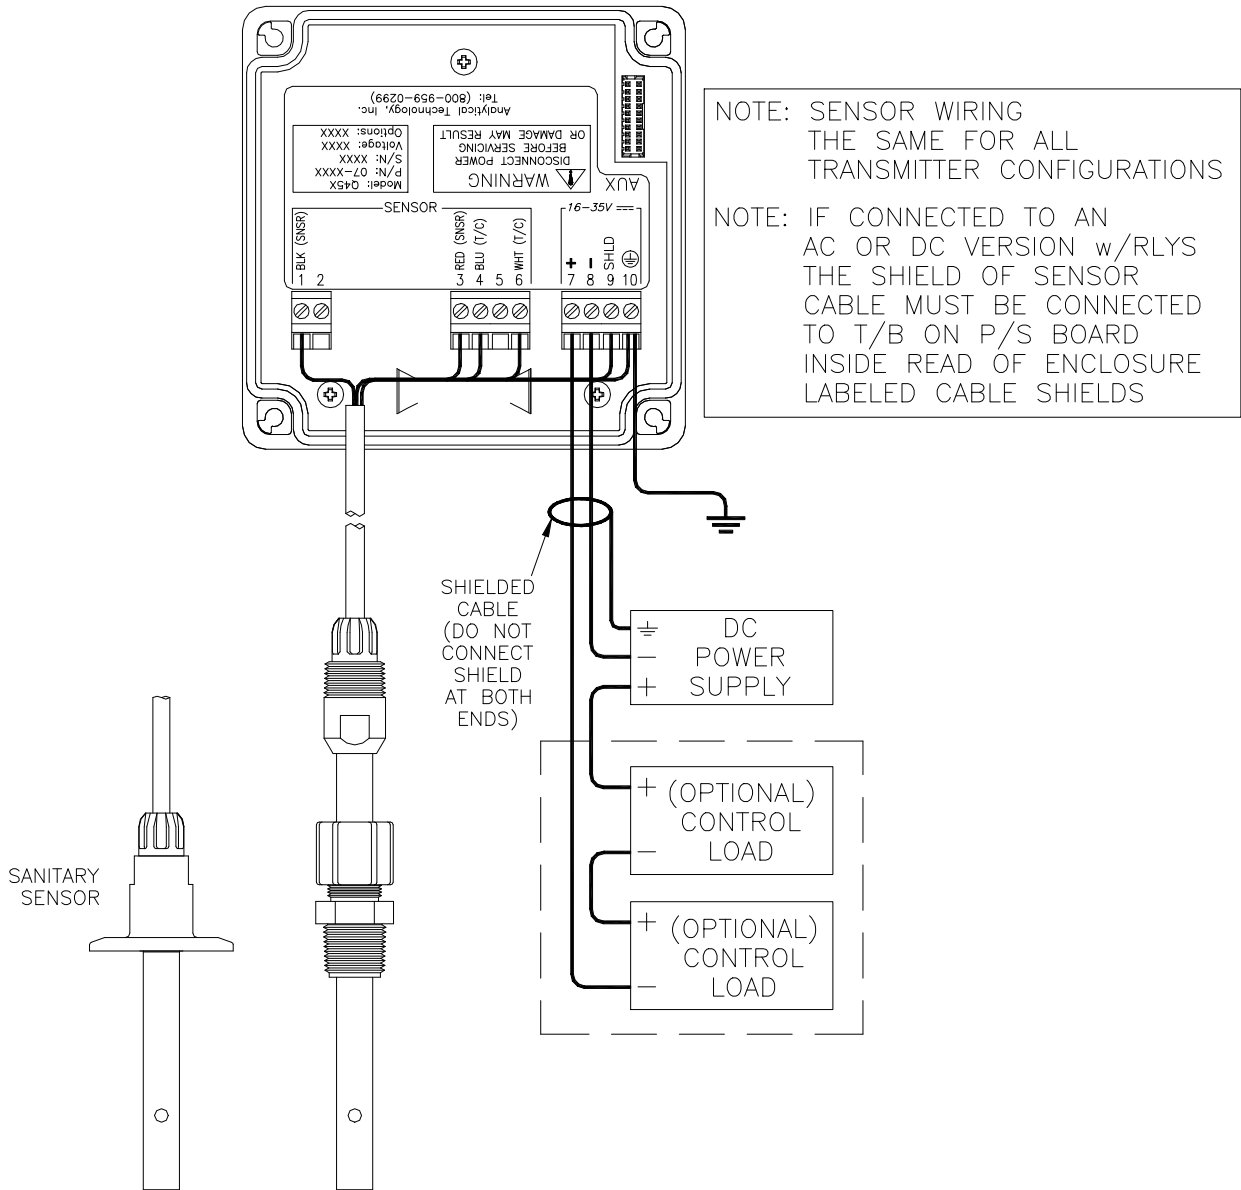 Tel: (800-959-0299)
Analytical Technology, Inc.
Options: XXXX
Voltage: XXXX
S/N: XXXX
P/N: 07-XXXX
Model: Q45X
WARNING
DISCONNECT POWER
BEFORE SERVICING
OR DAMAGE MAY RESULT
AUX
SENSOR
16-35V
BLK (SNSR)
RED (SNSR)
BLU (T/C)
WHT (T/C)
+
-
SHLD
1 2
3 4 5 6
7 8 9 10
NOTE: SENSOR WIRING
THE SAME FOR ALL
TRANSMITTER CONFIGURATIONS
NOTE: IF CONNECTED TO AN
AC OR DC VERSION w/RLYS
THE SHIELD OF SENSOR
CABLE MUST BE CONNECTED
TO T/B ON P/S BOARD
INSIDE READ OF ENCLOSURE
LABELED CABLE SHIELDS
SHIELDED
CABLE
(DO NOT
CONNECT
SHIELD
AT BOTH
ENDS)
DC
POWER
SUPPLY
-
+
+
(OPTIONAL)
CONTROL
LOAD
-
+
(OPTIONAL)
CONTROL
LOAD
-
SANITARY
SENSOR